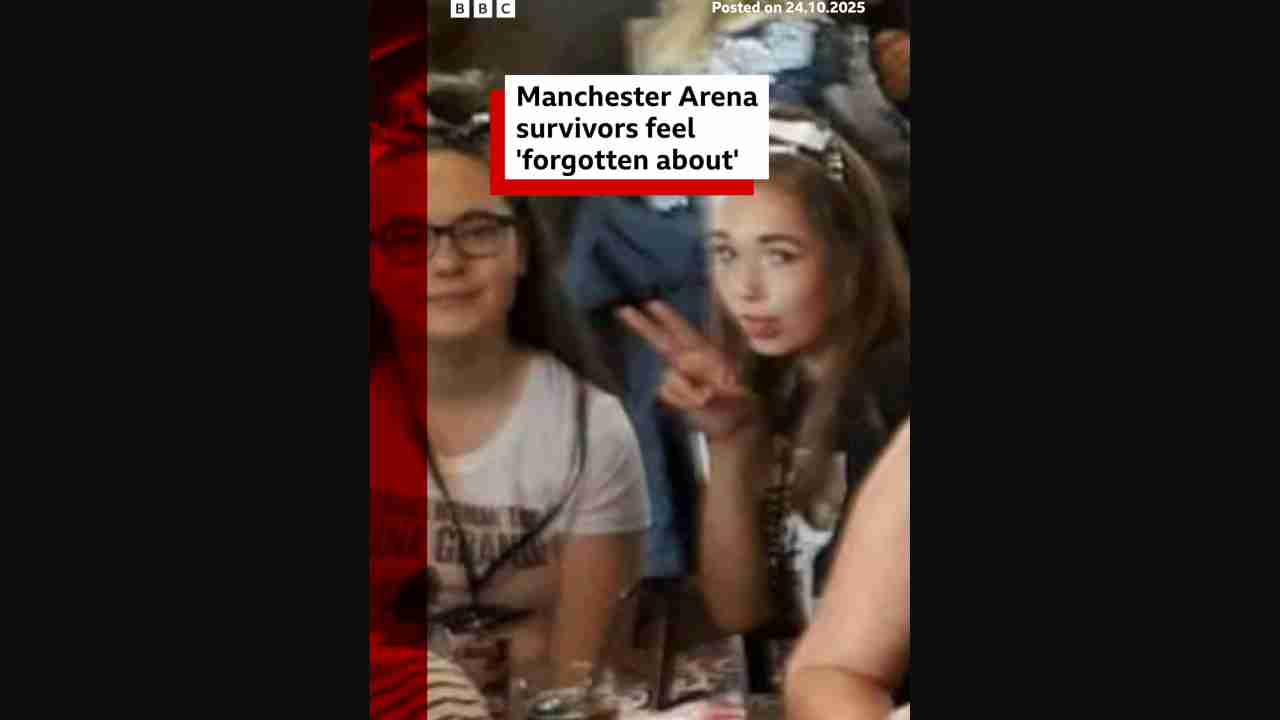 BBC
Posted on 24.10.2025
Manchester Arena
survivors feel
'forgotten about'